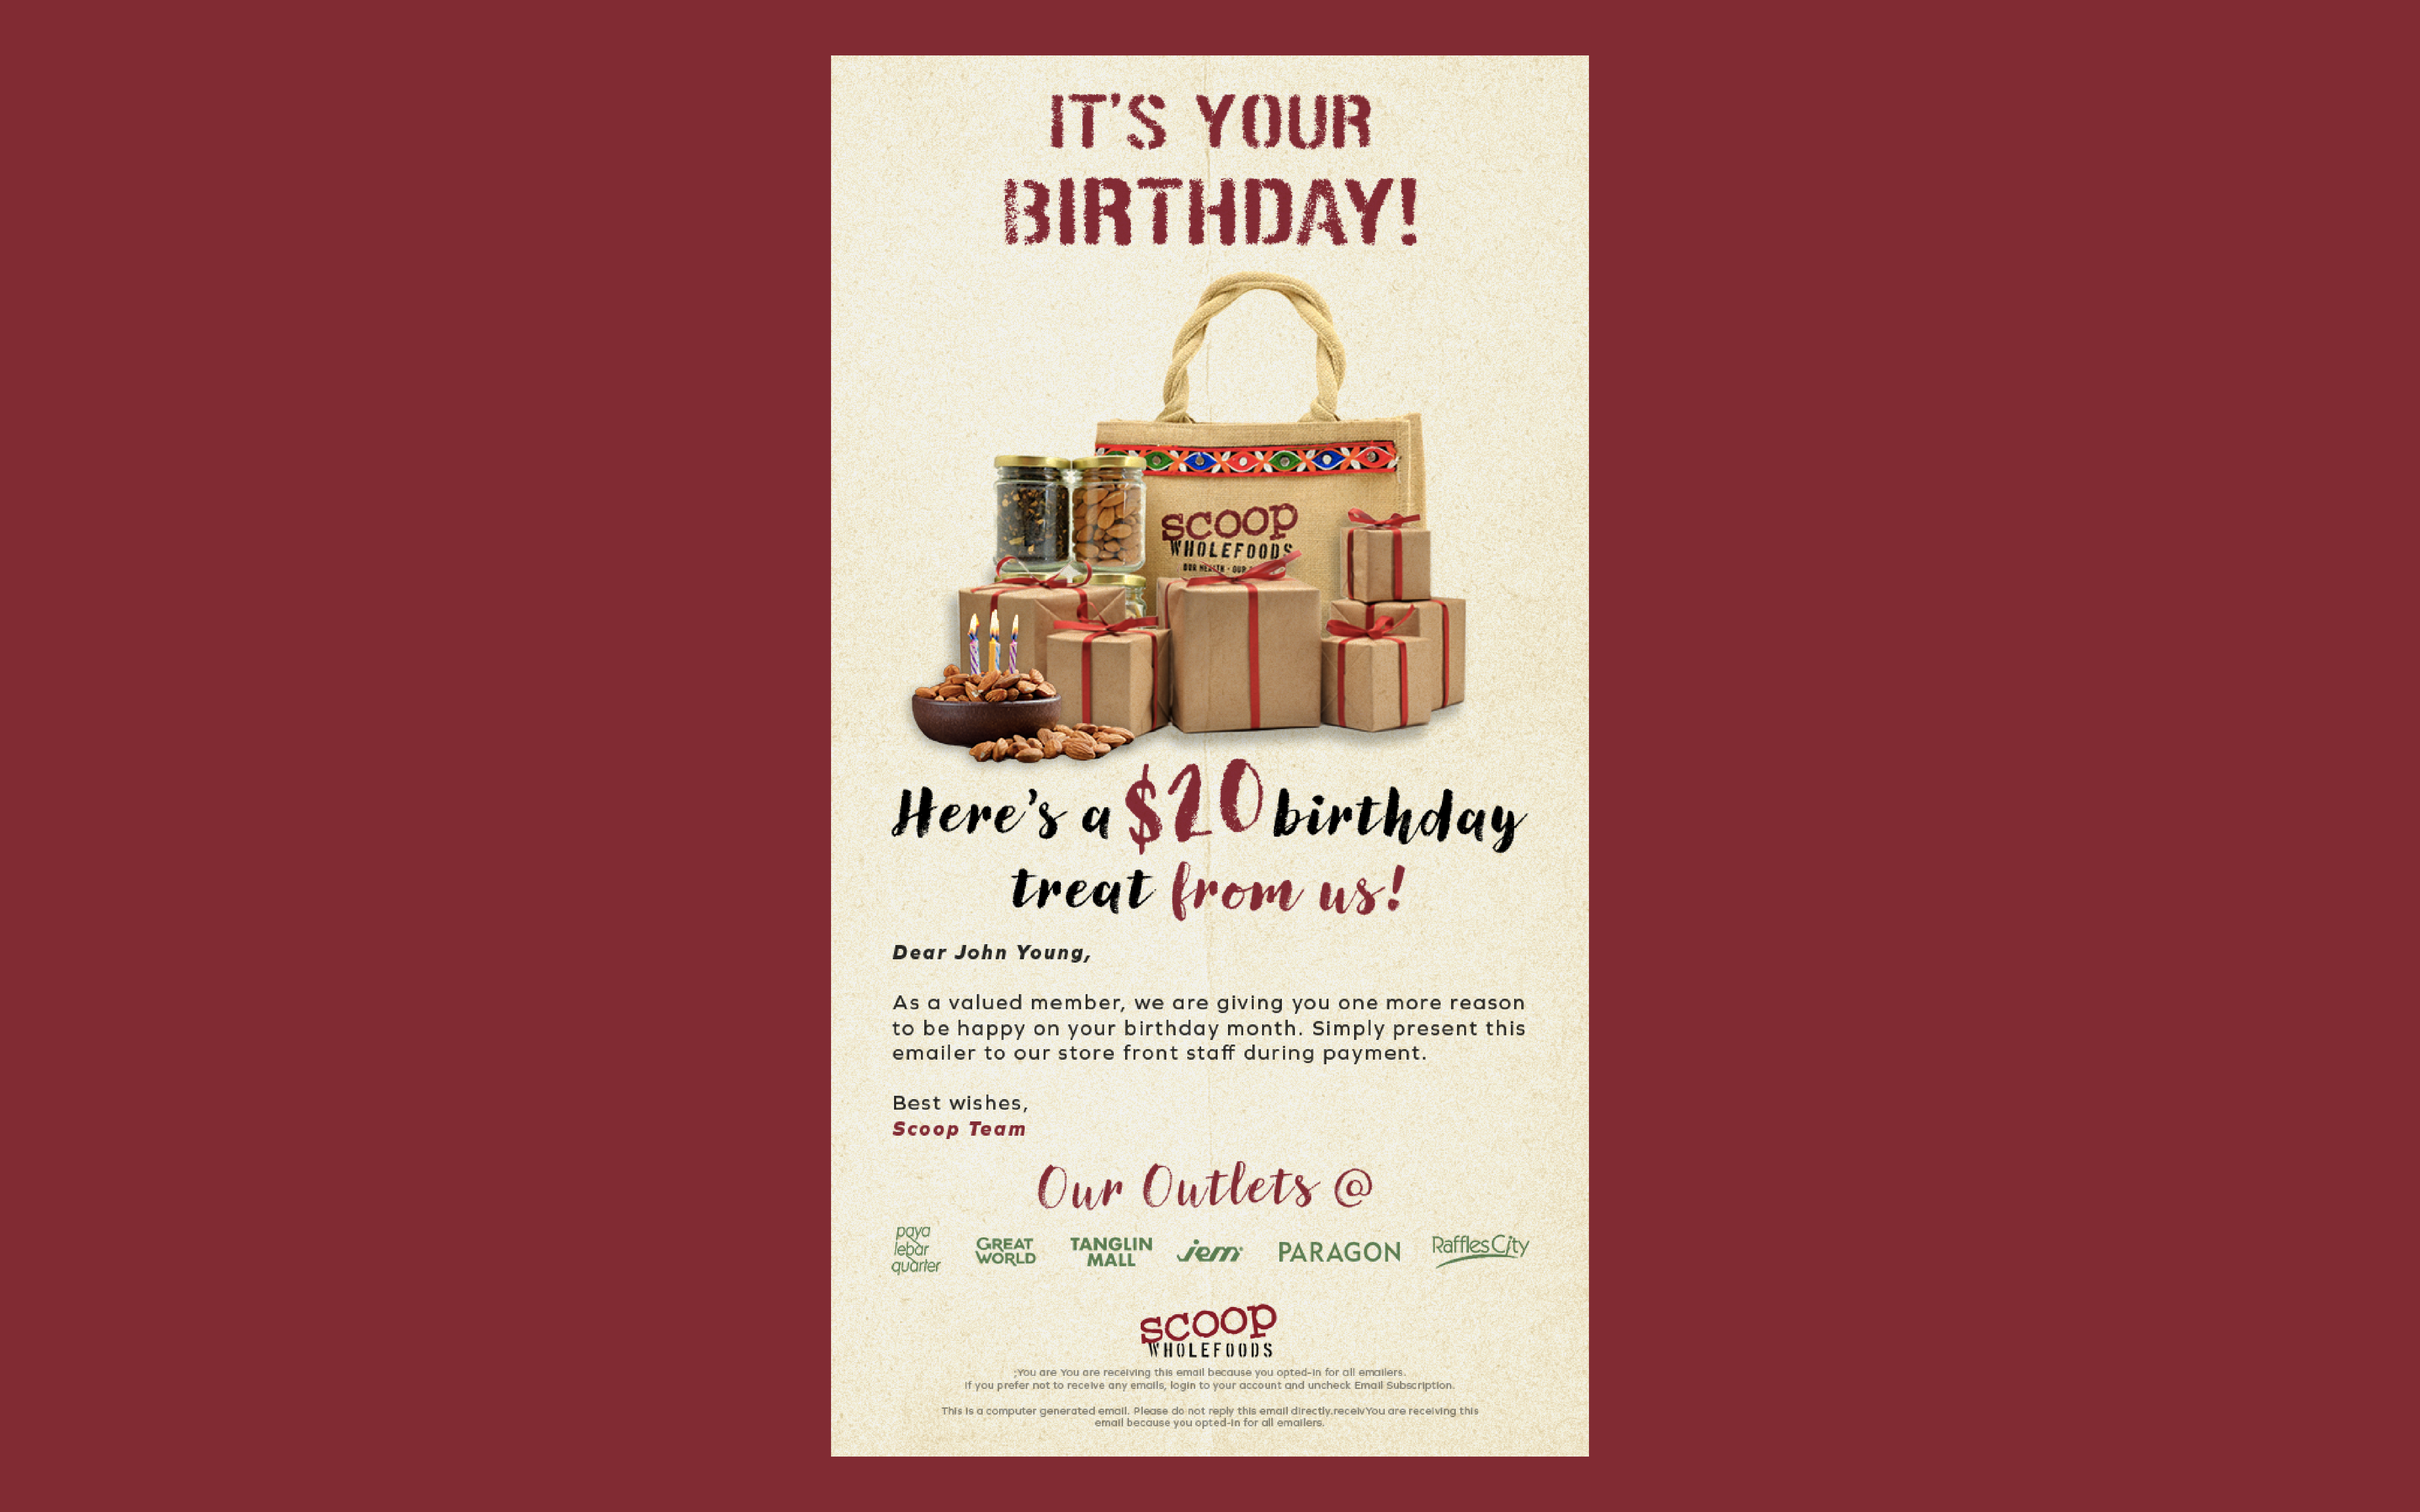 IT'S YOUR
BIRTHDAY!
SCOOP
WHOLEFOODS
OUR HEALTH · OUR
Here's a $20 birthday
treat from us!
Dear John Young,
As a valued member, we are giving you one more reason
to be happy on your birthday month. Simply present this
emailer to our store front staff during payment.
Best wishes,
Scoop Team
Our Outlets @
paya
lebar
quarter
GREAT
WORLD
TANGLIN
MALL
jem
PARAGON
Raffles City
SCOOP
WHOLEFOODS
;You are You are receiving this email because you opted-in for all emailers.
If you prefer not to receive any emails, login to your account and uncheck Email Subscription.
This is a computer generated email. Please do not reply this email directly.receivYou are receiving this
email because you opted-in for all emailers.